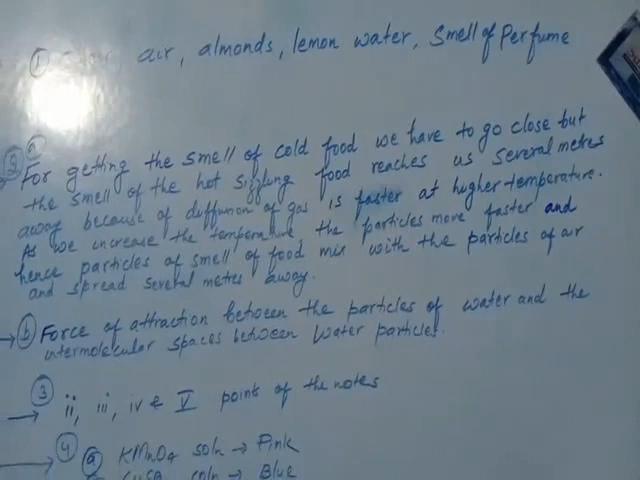 ① air, almonds, lemon water, Smell of Perfume
② ⓐ
For getting the smell of cold food we have to go close but
the smell of the hot sizzling food reaches us several metres
away because of diffusion of gas is faster at higher temperature.
As we increase the temperature the particles move faster and
hence particles of smell of food mix with the particles of air
and spread several metres away.
→ ⓑ Force of attraction between the particles of water and the
intermolecular spaces between water particles.
③
→ ii, iii, iv & V points of the notes
→ ④ ⓐ KMnO4 soln → Pink
CuSO4 soln → Blue